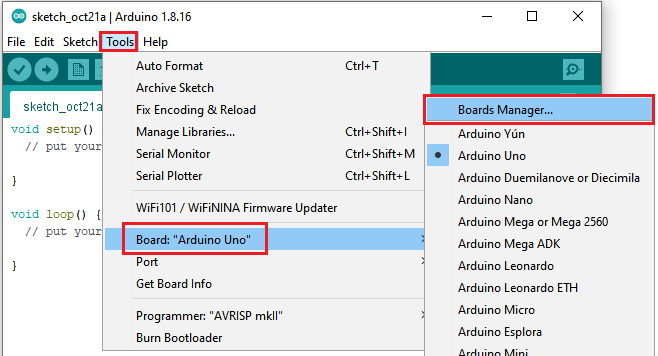 sketch_oct21a | Arduino 1.8.16
File Edit Sketch Tools Help
sketch_oct21a
void setup()
// put your
}
void loop() {
// put your
}
Auto Format Ctrl+T
Archive Sketch
Fix Encoding & Reload
Manage Libraries... Ctrl+Shift+I
Serial Monitor Ctrl+Shift+M
Serial Plotter Ctrl+Shift+L
WiFi101 / WiFiNINA Firmware Updater
Board: "Arduino Uno"
Port
Get Board Info
Programmer: "AVRISP mkII"
Burn Bootloader
Boards Manager...
Arduino Yún
Arduino Uno
Arduino Duemilanove or Diecimila
Arduino Nano
Arduino Mega or Mega 2560
Arduino Mega ADK
Arduino Leonardo
Arduino Leonardo ETH
Arduino Micro
Arduino Esplora
Arduino Mini